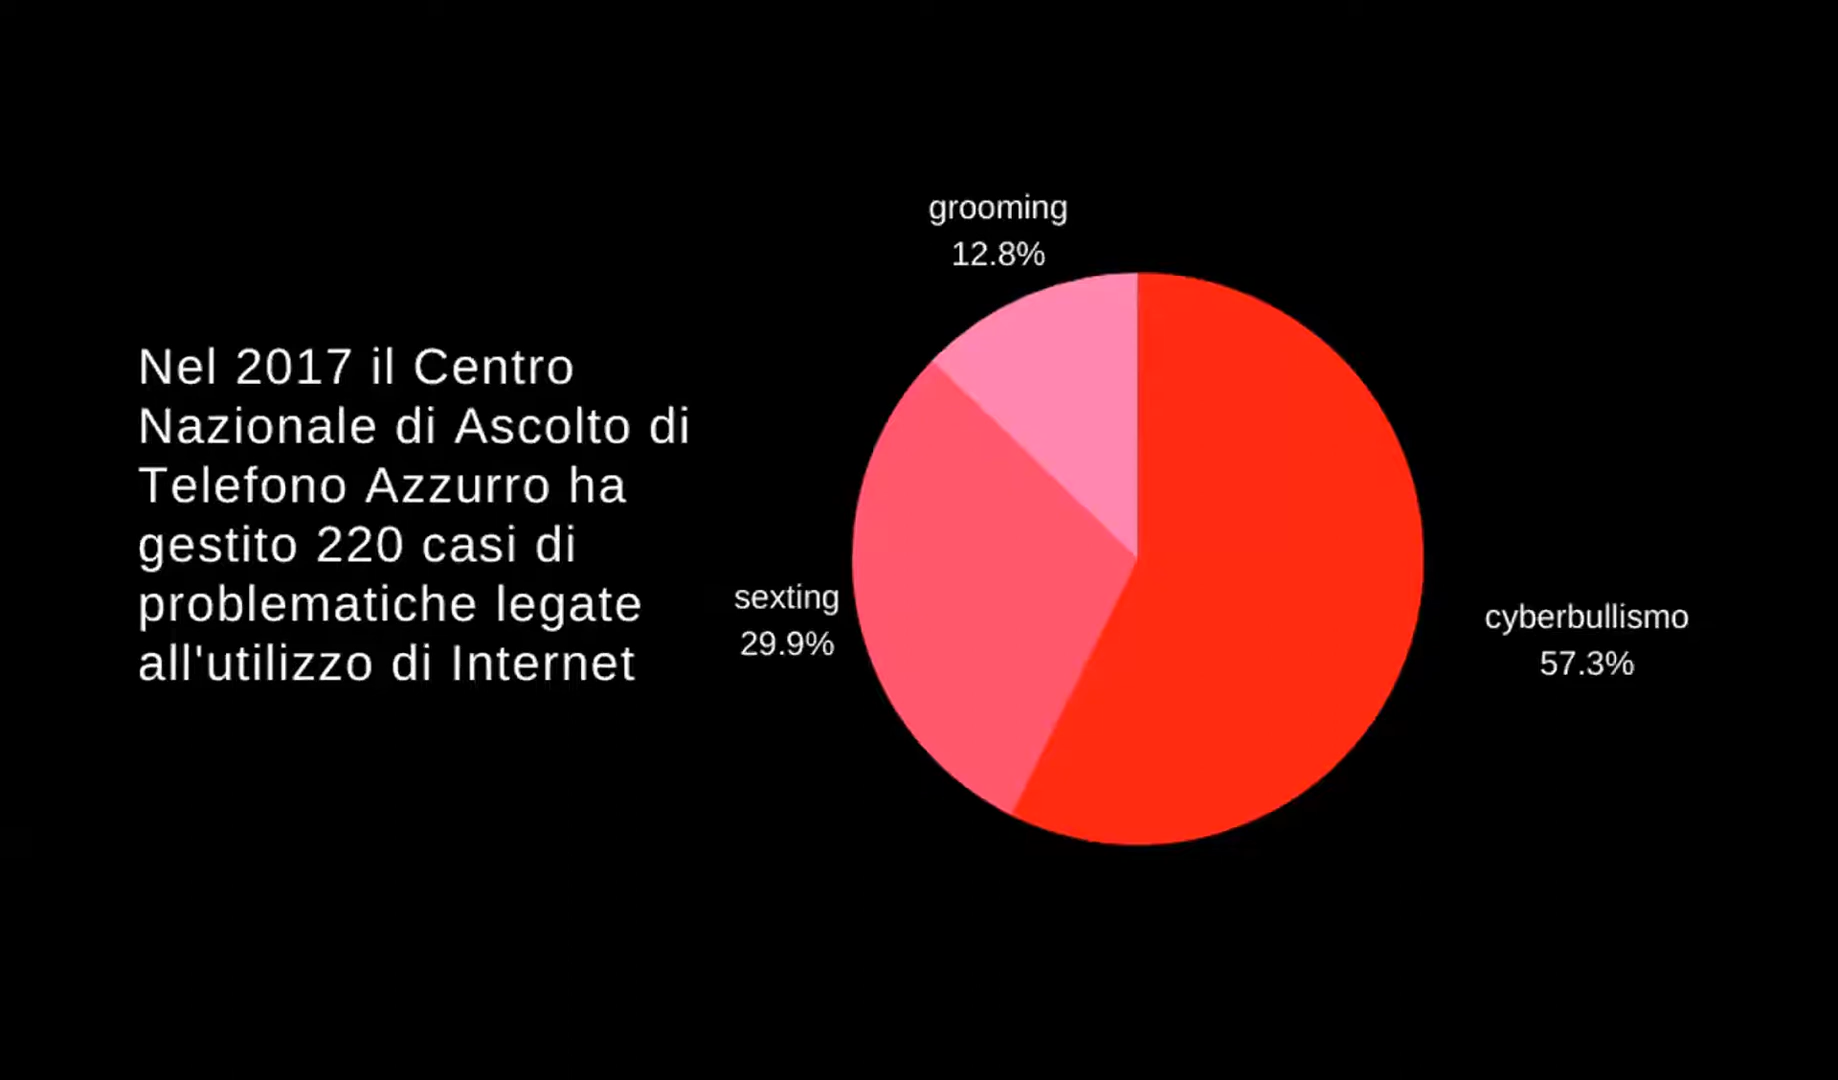 Nel 2017 il Centro
Nazionale di Ascolto di
Telefono Azzurro ha
gestito 220 casi di
problematiche legate
all'utilizzo di Internet
grooming
12.8%
sexting
29.9%
cyberbullismo
57.3%